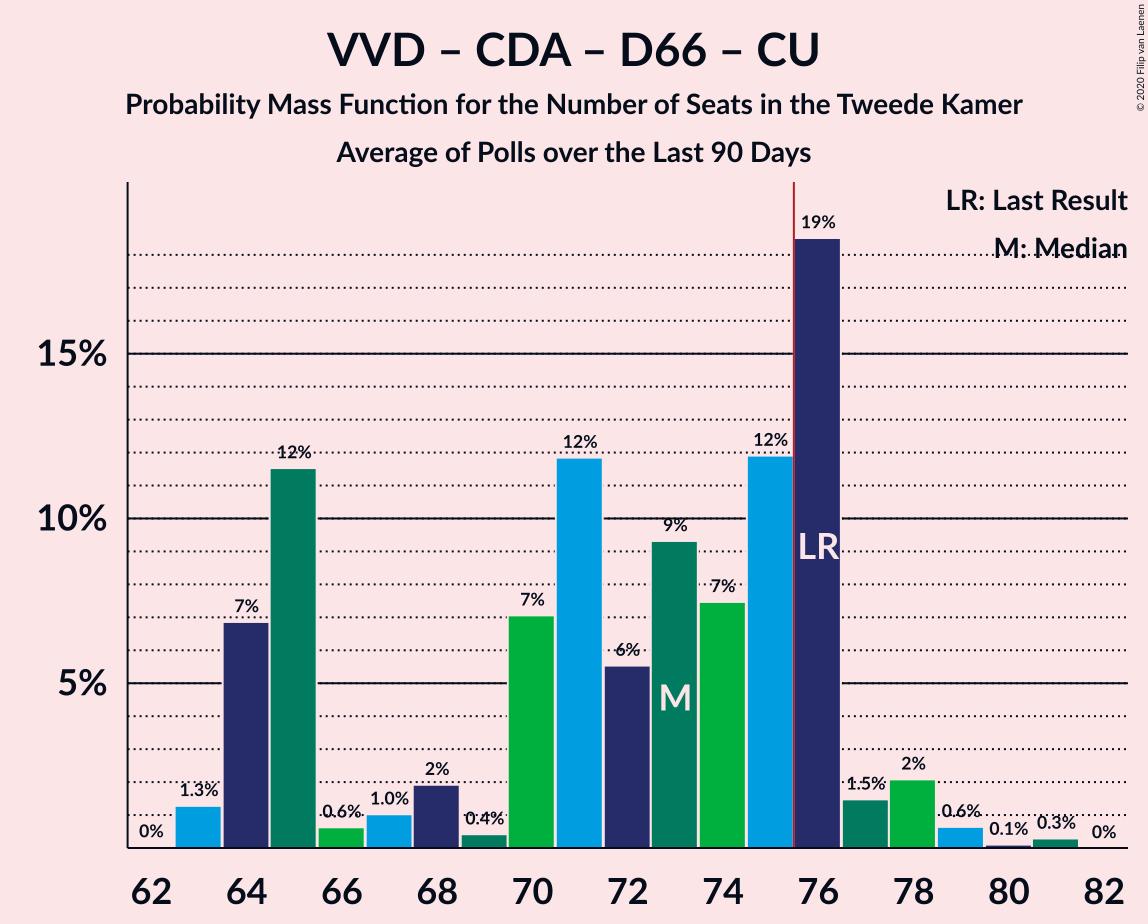 VVD – CDA – D66 – CU
Probability Mass Function for the Number of Seats in the Tweede Kamer
Average of Polls over the Last 90 Days
© 2020 Filip van Laenen
LR: Last Result
M: Median
15%
10%
5%
0%
1.3%
7%
12%
0.6%
1.0%
2%
0.4%
7%
12%
6%
9%
7%
12%
19%
1.5%
2%
0.6%
0.1%
0.3%
0%
M
LR
62 64 66 68 70 72 74 76 78 80 82